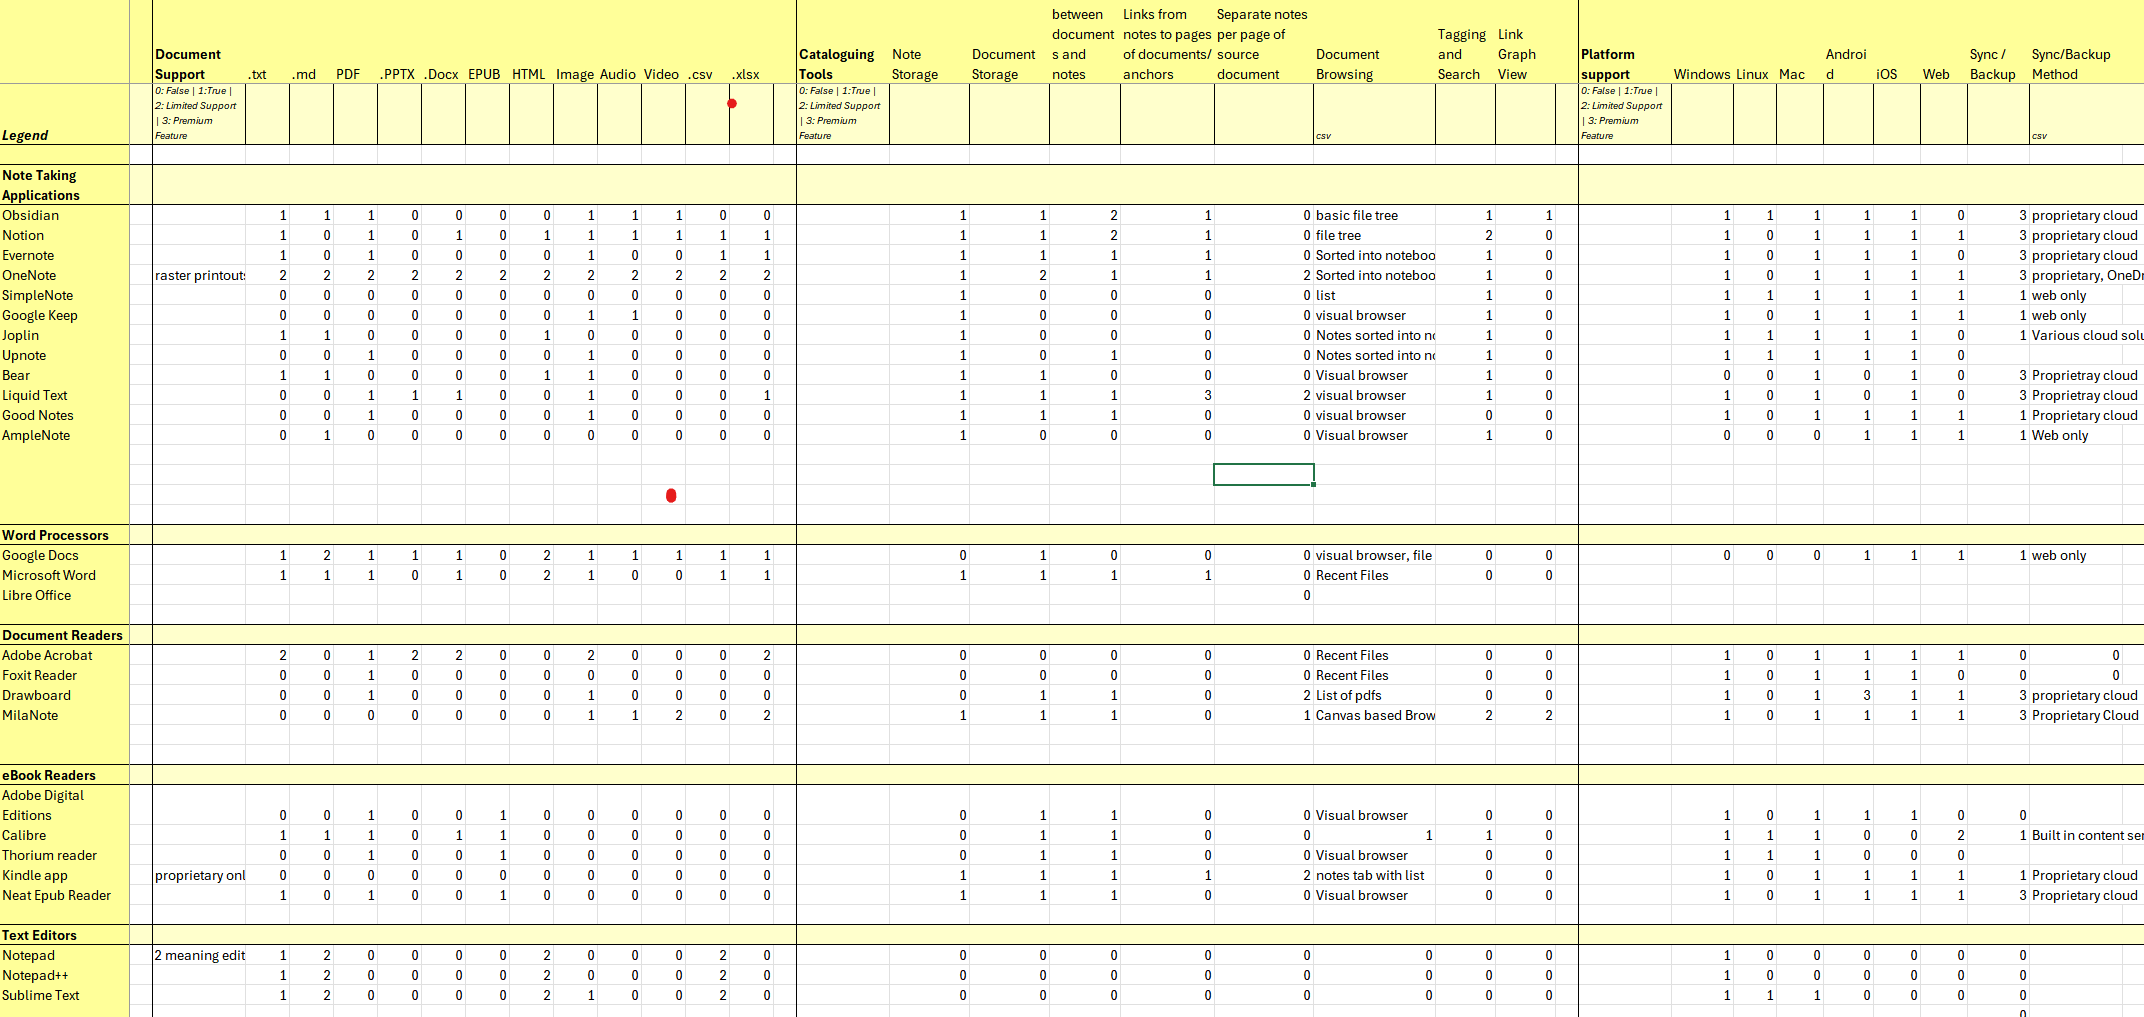 between Links from Separate notes
document notes to pages per page of Tagging Link
Document Cataloguing Note Document s and of documents/ source Document and Graph Platform Androi Sync / Sync/Backup
Support .txt .md PDF .PPTX .Docx EPUB HTML Image Audio Video .csv .xlsx Tools Storage Storage notes anchors document Browsing Search View support Windows Linux Mac d iOS Web Backup Method
0: False | 1:True | 0: False | 1:True | 0: False | 1:True |
2: Limited Support 2: Limited Support 2: Limited Support
| 3: Premium | 3: Premium | 3: Premium
Legend Feature Feature csv Feature csv
Note Taking
Applications
Obsidian 1 1 1 0 0 0 0 1 1 1 0 0 1 1 2 1 0 basic file tree 1 1 1 1 1 1 1 0 3 proprietary cloud
Notion 1 0 1 0 1 0 1 1 1 1 1 1 1 1 2 1 0 file tree 2 0 1 0 1 1 1 1 3 proprietary cloud
Evernote 1 0 1 0 0 0 0 1 0 0 1 1 1 1 1 1 0 Sorted into noteboo 1 0 1 0 1 1 1 0 3 proprietary cloud
OneNote raster printouts 2 2 2 2 2 2 2 2 2 2 2 2 1 2 1 1 2 Sorted into noteboo 1 0 1 0 1 1 1 1 3 proprietary, OneDr
SimpleNote 0 0 0 0 0 0 0 0 0 0 0 0 1 0 0 0 0 list 1 0 1 1 1 1 1 1 1 web only
Google Keep 0 0 0 0 0 0 0 1 1 0 0 0 1 0 0 0 0 visual browser 1 0 1 0 1 1 1 1 1 web only
Joplin 1 1 0 0 0 0 1 0 0 0 0 0 1 0 0 0 0 Notes sorted into no 1 0 1 1 1 1 1 0 1 Various cloud solu
Upnote 0 0 1 0 0 0 0 1 0 0 0 0 1 0 1 0 0 Notes sorted into no 1 0 1 1 1 1 1 0
Bear 1 1 0 0 0 0 1 1 0 0 0 0 1 1 0 0 0 Visual browser 1 0 0 0 1 0 1 0 3 Proprietray cloud
Liquid Text 0 0 1 1 1 0 0 0 0 0 0 1 1 1 1 3 2 visual browser 1 0 1 0 1 0 1 0 3 Proprietray cloud
Good Notes 0 0 1 0 0 0 0 1 0 0 0 0 1 1 1 0 0 visual browser 0 0 1 0 1 1 1 1 1 Proprietary cloud
AmpleNote 0 1 0 0 0 0 0 0 0 0 0 0 1 0 0 0 0 Visual browser 1 0 0 0 0 1 1 1 1 Web only
Word Processors
Google Docs 1 2 1 1 1 0 2 1 1 1 1 1 0 1 0 0 0 visual browser, file 0 0 0 0 0 1 1 1 1 web only
Microsoft Word 1 1 1 0 1 0 2 1 0 0 1 1 1 1 1 1 0 Recent Files 0 0
Libre Office 0
Document Readers
Adobe Acrobat 2 0 1 2 2 0 0 2 0 0 0 2 0 0 0 0 0 Recent Files 0 0 1 0 1 1 1 1 0 0
Foxit Reader 0 0 1 0 0 0 0 0 0 0 0 0 0 0 0 0 0 Recent Files 0 0 1 0 1 1 1 0 0 0
Drawboard 0 0 1 0 0 0 0 1 0 0 0 0 0 1 1 0 2 List of pdfs 0 0 1 0 1 3 1 1 3 proprietary cloud
MilaNote 0 0 0 0 0 0 0 1 1 2 0 2 1 1 1 0 1 Canvas based Brow 2 2 1 0 1 1 1 1 3 Proprietary Cloud
eBook Readers
Adobe Digital
Editions 0 0 1 0 0 1 0 0 0 0 0 0 0 1 1 0 0 Visual browser 0 0 1 0 1 1 1 0 0
Calibre 1 1 1 0 1 1 0 0 0 0 0 0 0 1 1 0 0 1 1 0 1 1 1 0 0 2 1 Built in content ser
Thorium reader 0 0 1 0 0 1 0 0 0 0 0 0 0 1 1 0 0 Visual browser 0 0 1 1 1 0 0 0
Kindle app proprietary onl 0 0 0 0 0 0 0 0 0 0 0 0 1 1 1 1 2 notes tab with list 0 0 1 0 1 1 1 1 1 Proprietary cloud
Neat Epub Reader 1 0 1 0 0 1 0 0 0 0 0 0 1 1 1 0 0 Visual browser 0 0 1 0 1 1 1 1 3 Proprietary cloud
Text Editors
Notepad 2 meaning edit 1 2 0 0 0 0 2 0 0 0 2 0 0 0 0 0 0 0 0 0 1 0 0 0 0 0 0
Notepad++ 1 2 0 0 0 0 2 0 0 0 2 0 0 0 0 0 0 0 0 0 1 0 0 0 0 0 0
Sublime Text 1 2 0 0 0 0 2 1 0 0 2 0 0 0 0 0 0 0 0 0 1 1 1 0 0 0 0
0